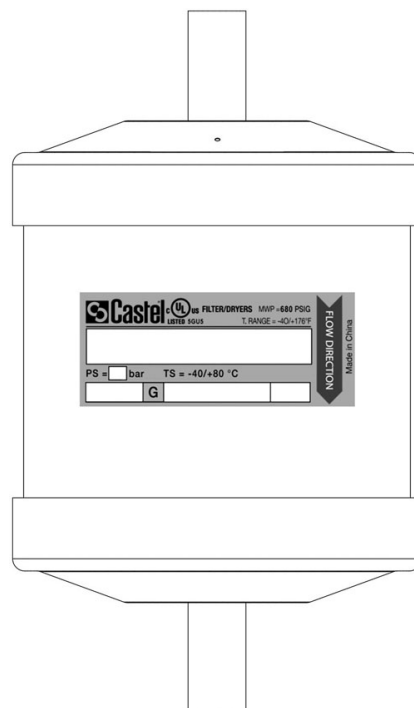 Castel c UL us FILTER/DRYERS MWP = 680 PSIG
LISTED SGUS T. RANGE = -40/+176°F
PS = bar TS = -40/+80 °C
G
FLOW DIRECTION
Made in China